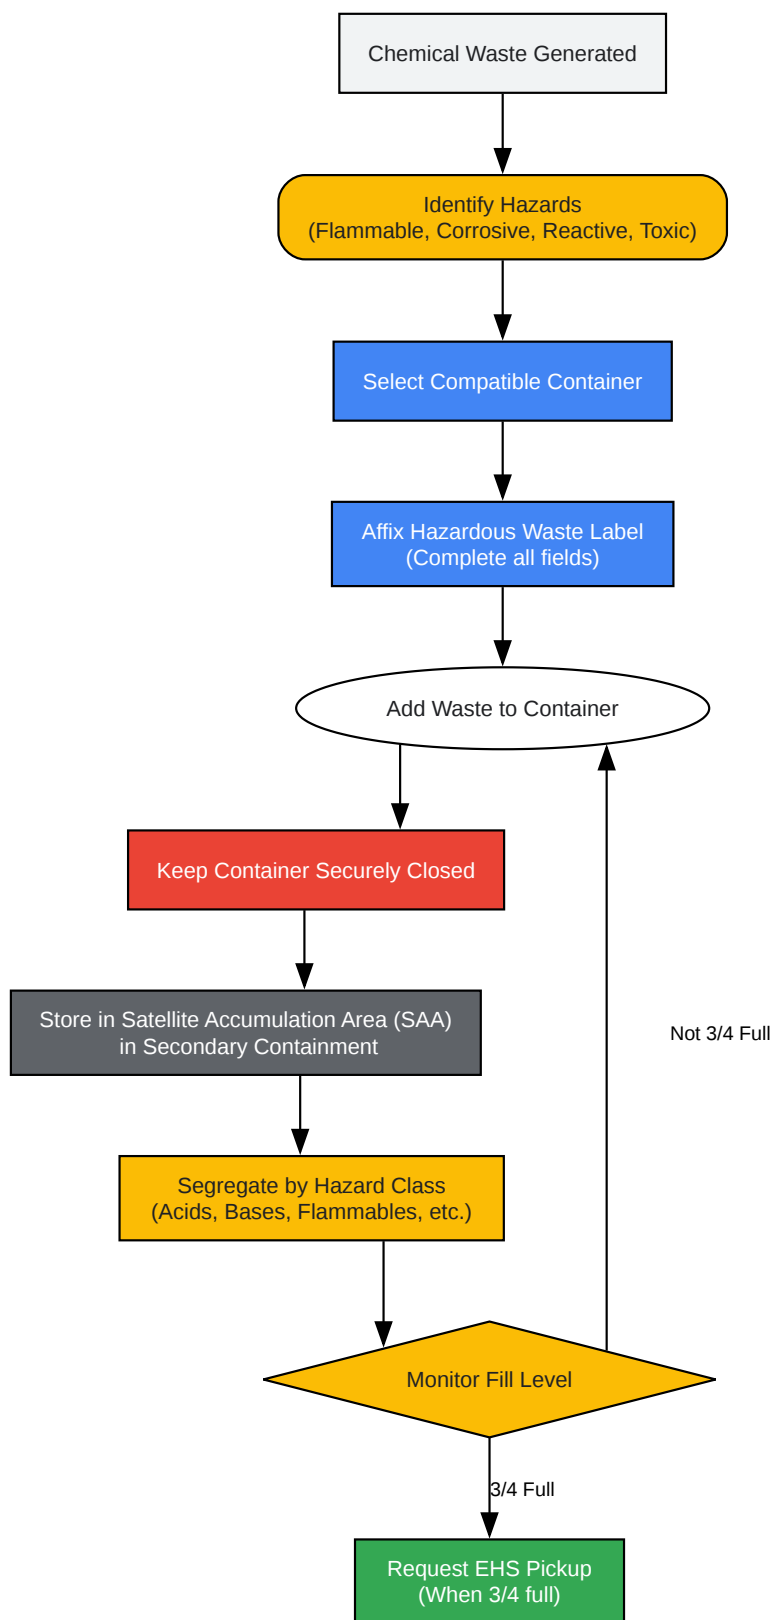 Chemical Waste Generated
Identify Hazards
(Flammable, Corrosive, Reactive, Toxic)
Select Compatible Container
Affix Hazardous Waste Label
(Complete all fields)
Add Waste to Container
Keep Container Securely Closed
Store in Satellite Accumulation Area (SAA)
in Secondary Containment
Not 3/4 Full
Segregate by Hazard Class
(Acids, Bases, Flammables, etc.)
Monitor Fill Level
3/4 Full
Request EHS Pickup
(When 3/4 full)